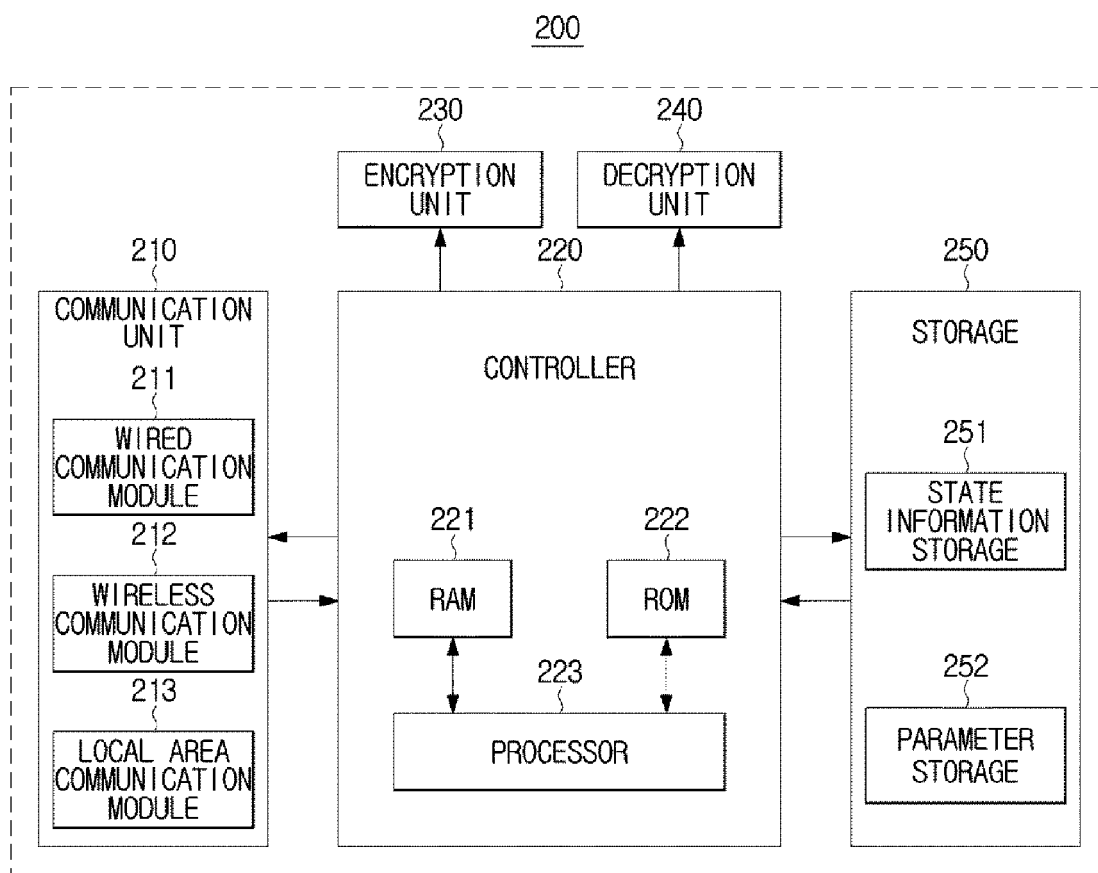 200
230
240
ENCRYPTION
UNIT
DECRYPTION
UNIT
210
220
250
COMMUNICATION
UNIT
CONTROLLER
STORAGE
211
WIRED
COMMUNICATION
MODULE
212
WIRELESS
COMMUNICATION
MODULE
213
LOCAL AREA
COMMUNICATION
MODULE
221
222
RAM
ROM
223
PROCESSOR
251
STATE
INFORMATION
STORAGE
252
PARAMETER
STORAGE